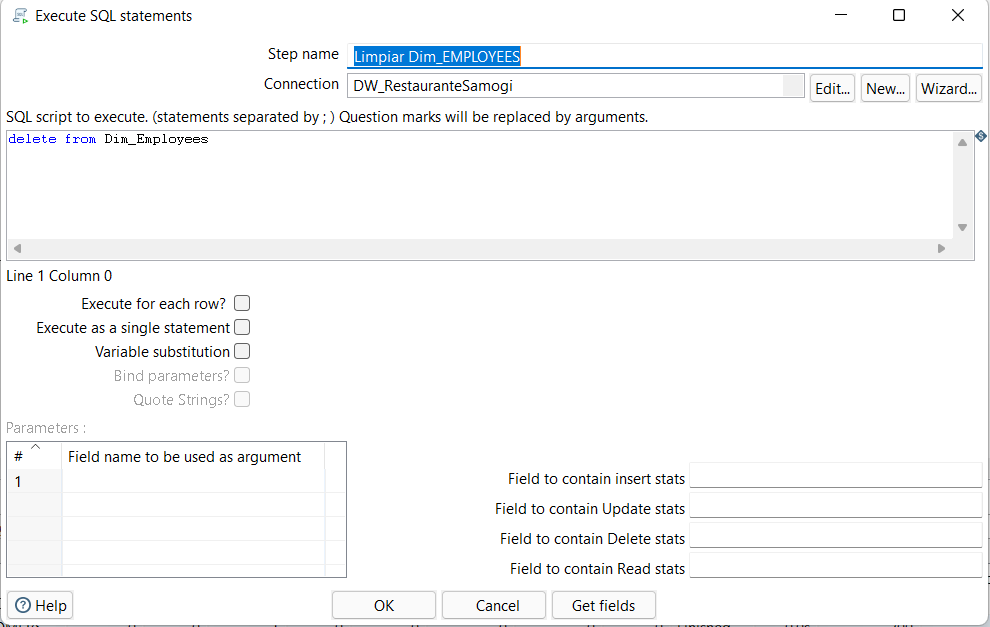 Execute SQL statements
Step name Limpiar Dim_EMPLOYEES
Connection DW_RestauranteSamogi Edit... New... Wizard...
SQL script to execute. (statements separated by ; ) Question marks will be replaced by arguments.
delete from Dim_Employees
Line 1 Column 0
Execute for each row?
Execute as a single statement
Variable substitution
Bind parameters?
Quote Strings?
Parameters :
# Field name to be used as argument
1
Field to contain insert stats
Field to contain Update stats
Field to contain Delete stats
Field to contain Read stats
Help OK Cancel Get fields